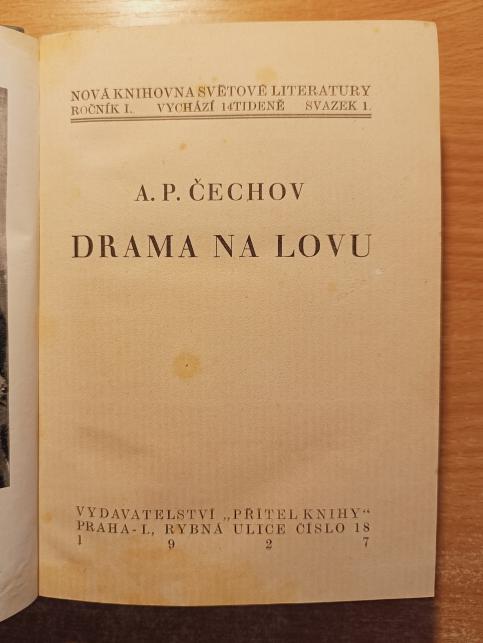 NOVÁ KNIHOVNA SVĚTOVÉ LITERATURY
ROČNÍK I. VYCHÁZÍ 14TIDENĚ SVAZEK 1.
A. P. ČECHOV
DRAMA NA LOVU
VYDAVATELSTVÍ „PŘÍTEL KNIHY"
PRAHA-I., RYBNÁ ULICE ČÍSLO 18
1 9 2 7